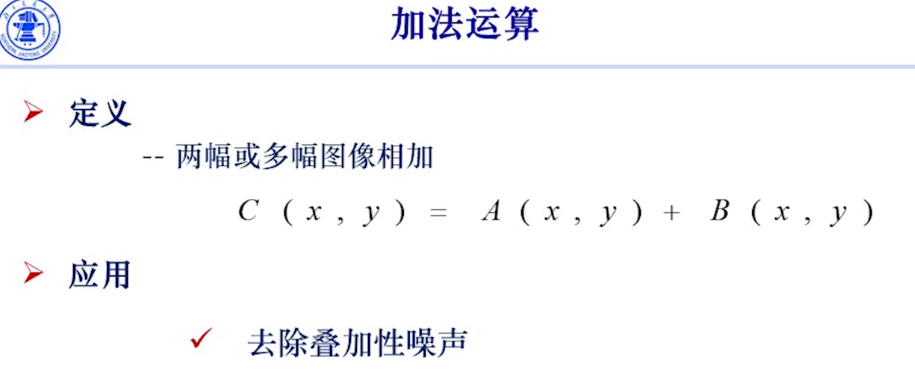 加法运算
定义
-- 两幅或多幅图像相加
C ( x , y ) = A ( x , y ) + B ( x , y )
应用
去除叠加性噪声